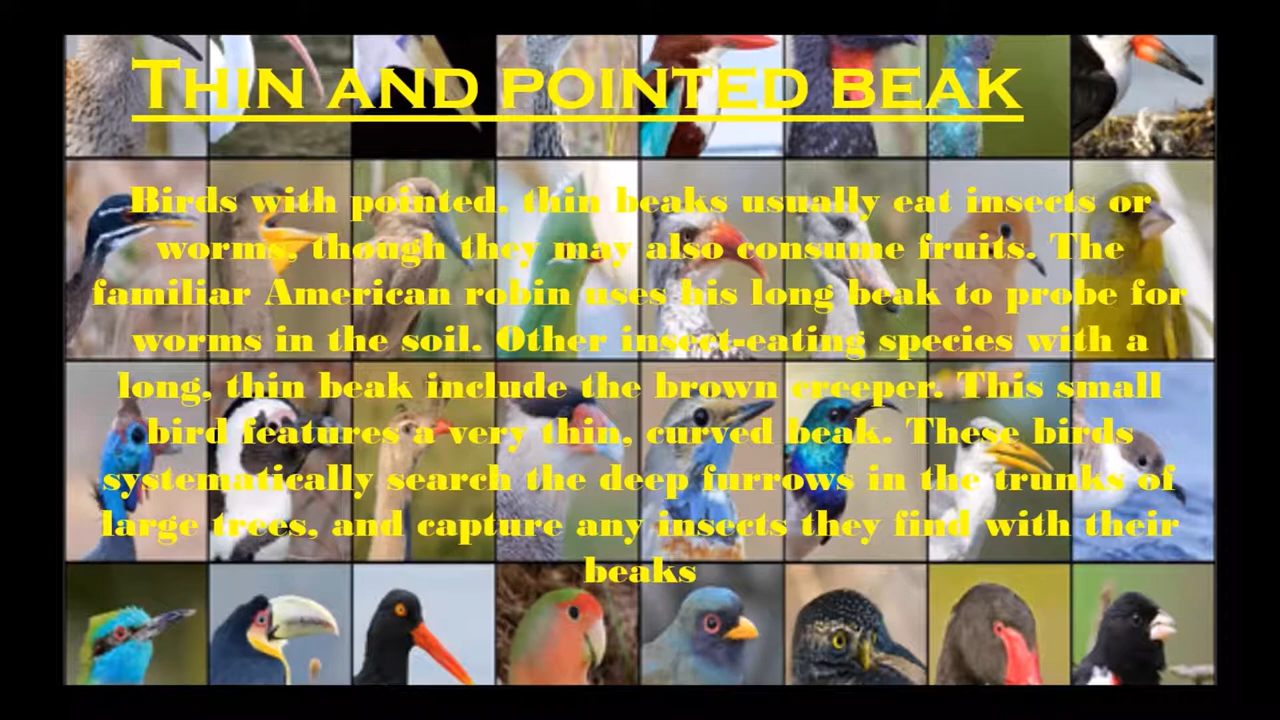 THIN AND POINTED BEAK
Birds with pointed, thin beaks usually eat insects or
worms, though they may also consume fruits. The
familiar American robin uses his long beak to probe for
worms in the soil. Other insect-eating species with a
long, thin beak include the brown creeper. This small
bird features a very thin, curved beak. These birds
systematically search the deep furrows in the trunks of
large trees, and capture any insects they find with their
beaks